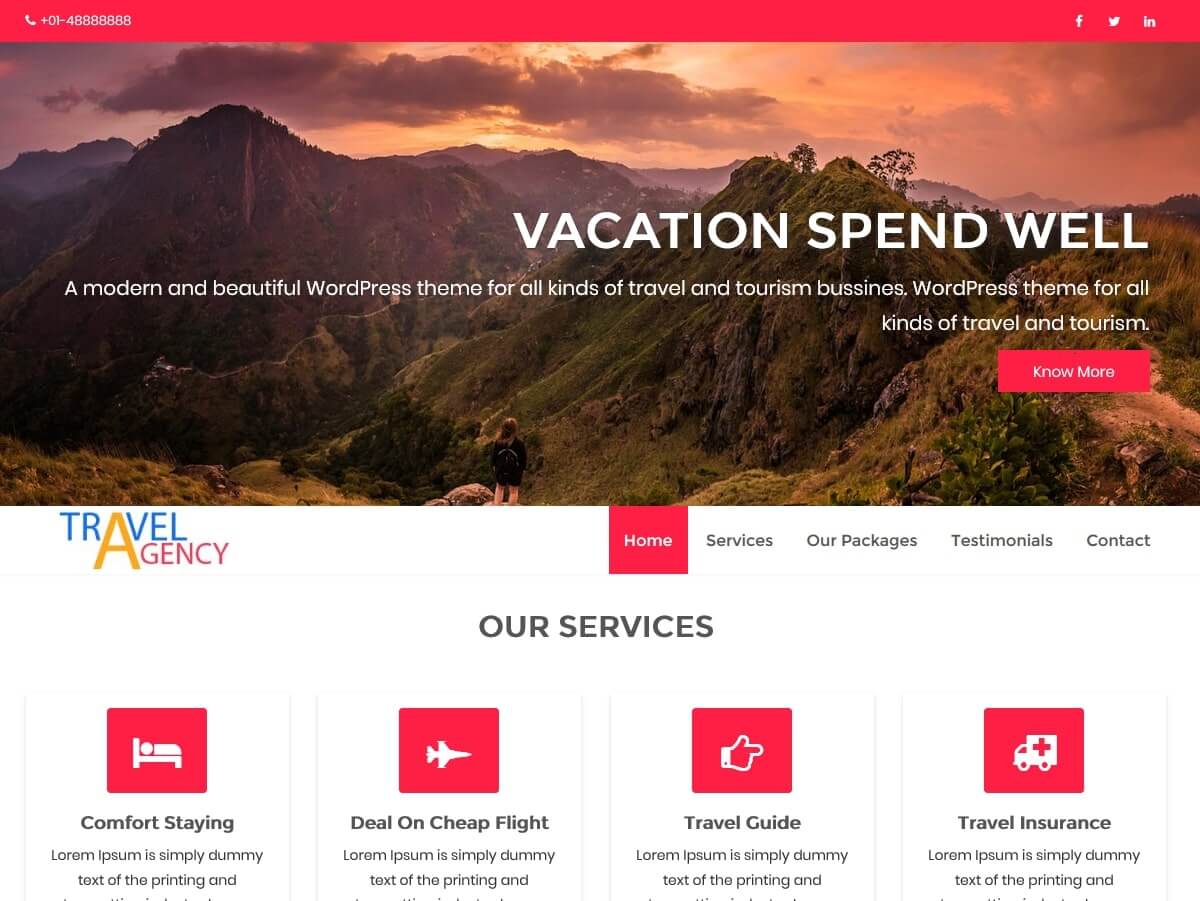 +01-48888888
VACATION SPEND WELL
A modern and beautiful WordPress theme for all kinds of travel and tourism bussines. WordPress theme for all
kinds of travel and tourism.
Know More
TRAVEL AGENCY
Home Services Our Packages Testimonials Contact
OUR SERVICES
Comfort Staying
Lorem Ipsum is simply dummy
text of the printing and
Deal On Cheap Flight
Lorem Ipsum is simply dummy
text of the printing and
Travel Guide
Lorem Ipsum is simply dummy
text of the printing and
Travel Insurance
Lorem Ipsum is simply dummy
text of the printing and